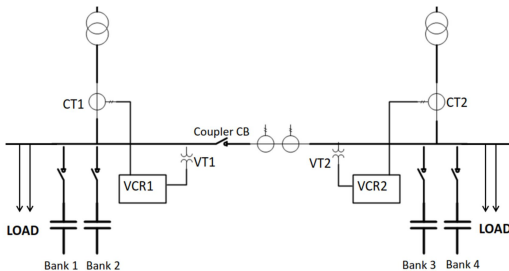 CT1
CT2
Coupler CB
VT1
VT2
VCR1
VCR2
LOAD
LOAD
Bank 1
Bank 2
Bank 3
Bank 4